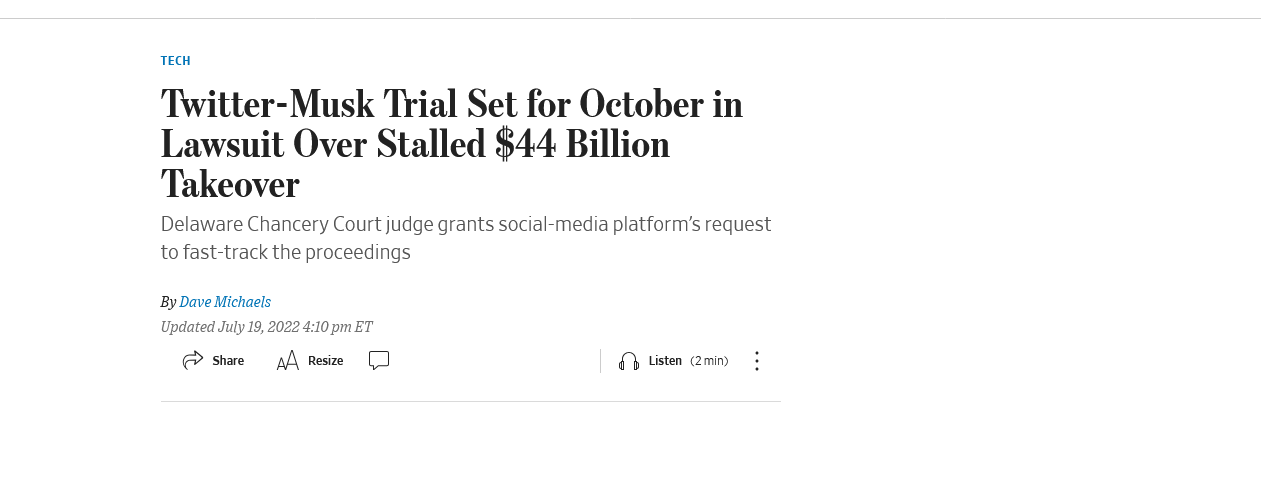 TECH
Twitter-Musk Trial Set for October in
Lawsuit Over Stalled $44 Billion
Takeover
Delaware Chancery Court judge grants social-media platform’s request
to fast-track the proceedings
By Dave Michaels
Updated July 19, 2022 4:10 pm ET
Share AA Resize Listen (2 min)